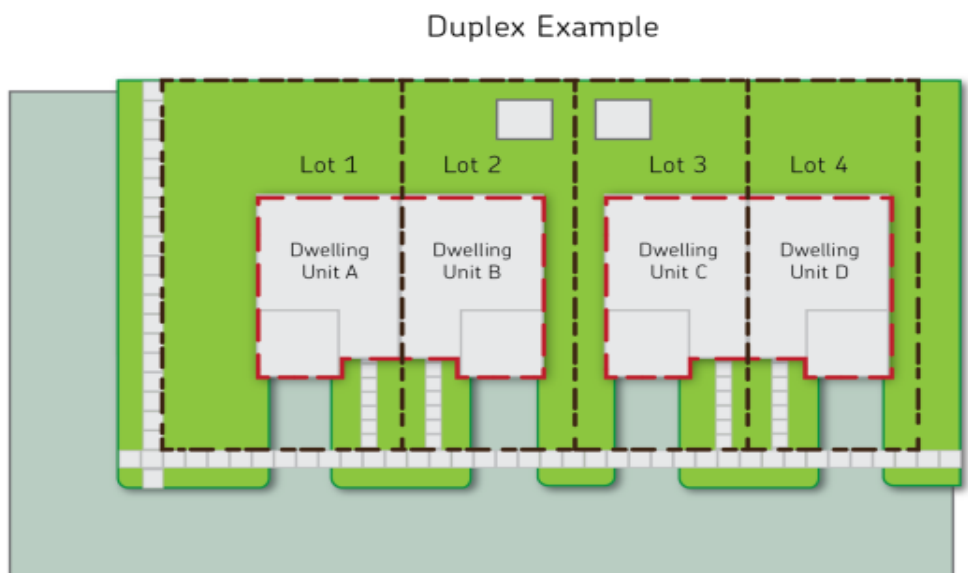 Duplex Example
Lot 1
Lot 2
Lot 3
Lot 4
Dwelling
Unit A
Dwelling
Unit B
Dwelling
Unit C
Dwelling
Unit D